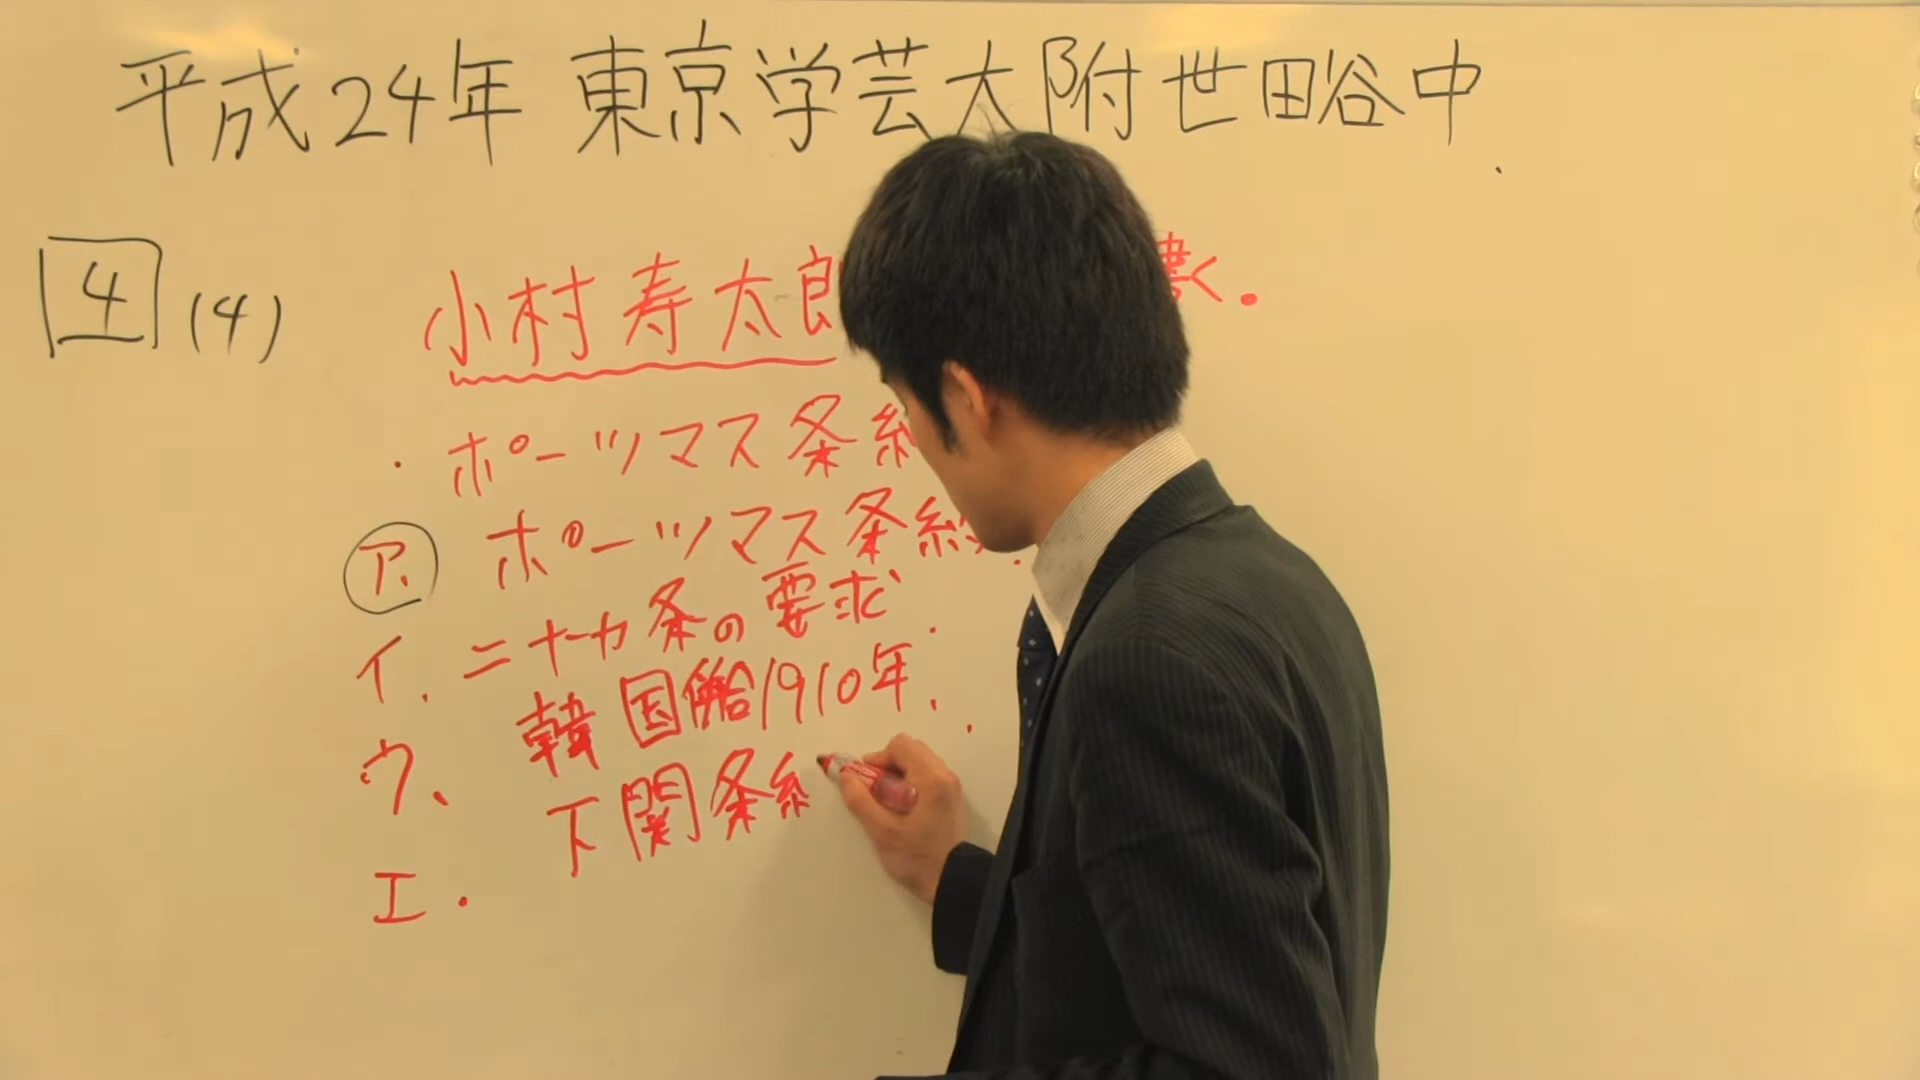 平成24年 東京学芸大附世田谷中
4 (4) 小村寿太郎 書く.
・ポーツマス条約
ア. ポーツマス条約.
イ. 二十一カ条の要求
ウ、韓国併合1910年.
エ. 下関条約